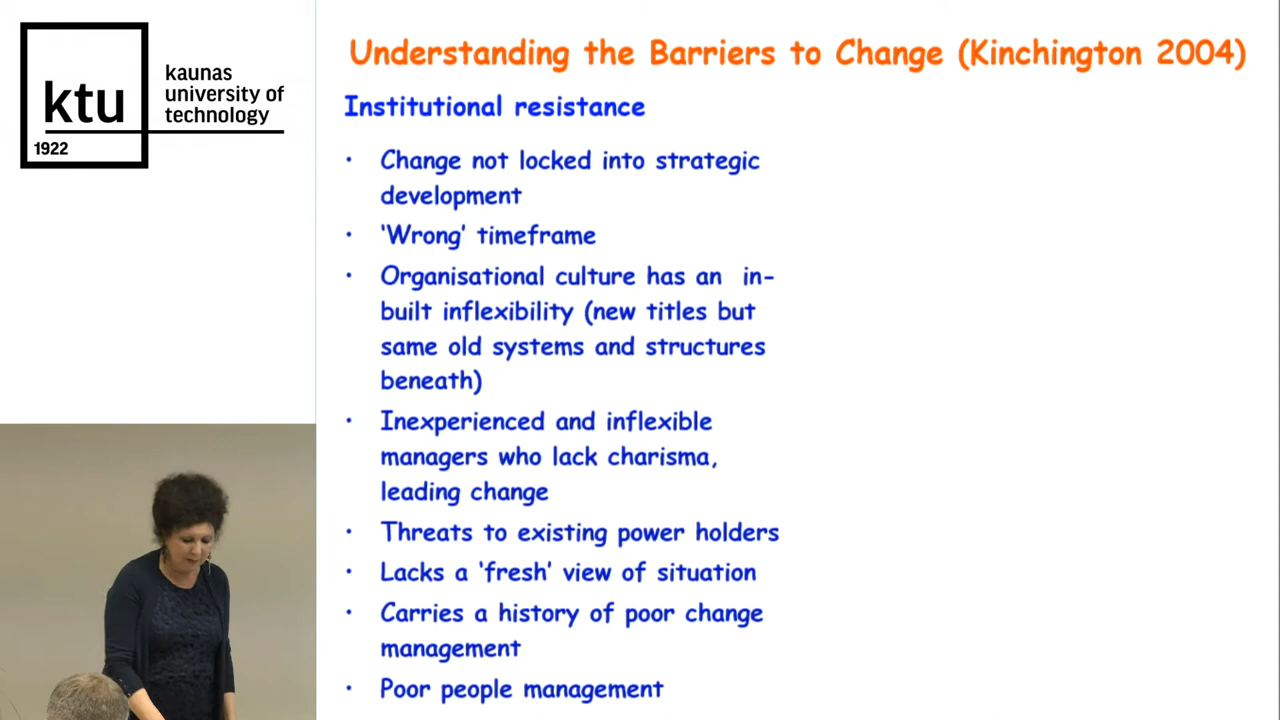 ktu
1922
kaunas
university of
technology
Understanding the Barriers to Change (Kinchington 2004)
Institutional resistance
• Change not locked into strategic
development
• ‘Wrong’ timeframe
• Organisational culture has an in-
built inflexibility (new titles but
same old systems and structures
beneath)
• Inexperienced and inflexible
managers who lack charisma,
leading change
• Threats to existing power holders
• Lacks a ‘fresh’ view of situation
• Carries a history of poor change
management
• Poor people management